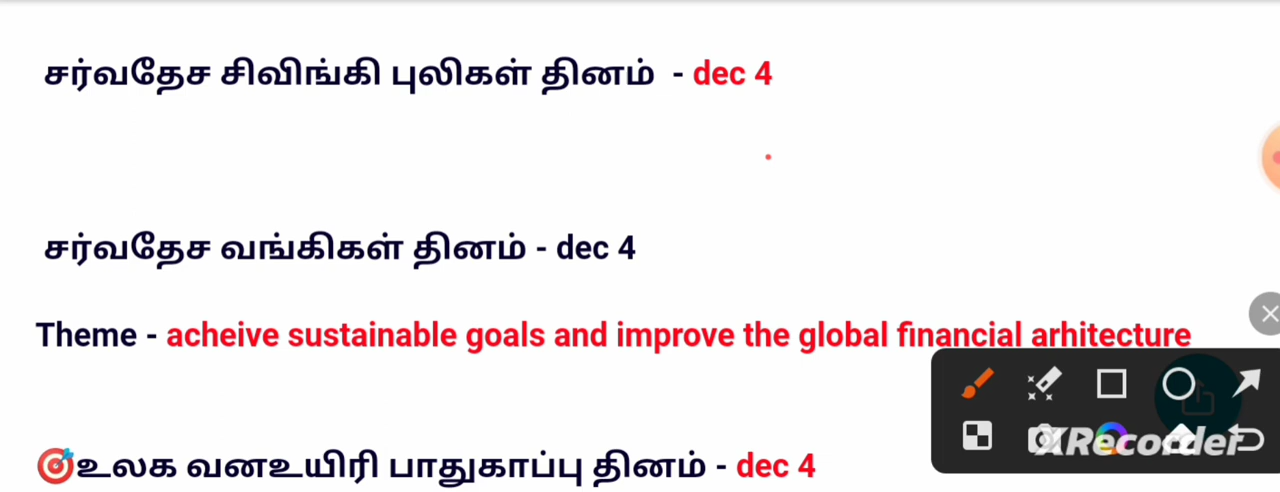 சர்வதேச சிவிங்கி புலிகள் தினம் - dec 4
சர்வதேச வங்கிகள் தினம் - dec 4
Theme - acheive sustainable goals and improve the global financial arhitecture
XRecorder
🎯உலக வனஉயிரி பாதுகாப்பு தினம் - dec 4